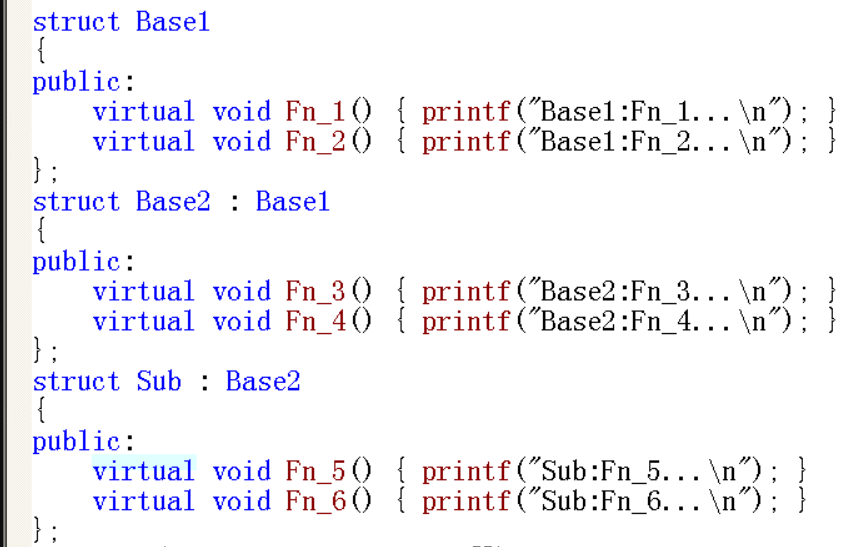 struct Base1
{
public:
    virtual void Fn_1() { printf("Base1:Fn_1...\n"); }
    virtual void Fn_2() { printf("Base1:Fn_2...\n"); }
};
struct Base2 : Base1
{
public:
    virtual void Fn_3() { printf("Base2:Fn_3...\n"); }
    virtual void Fn_4() { printf("Base2:Fn_4...\n"); }
};
struct Sub : Base2
{
public:
    virtual void Fn_5() { printf("Sub:Fn_5...\n"); }
    virtual void Fn_6() { printf("Sub:Fn_6...\n"); }
};